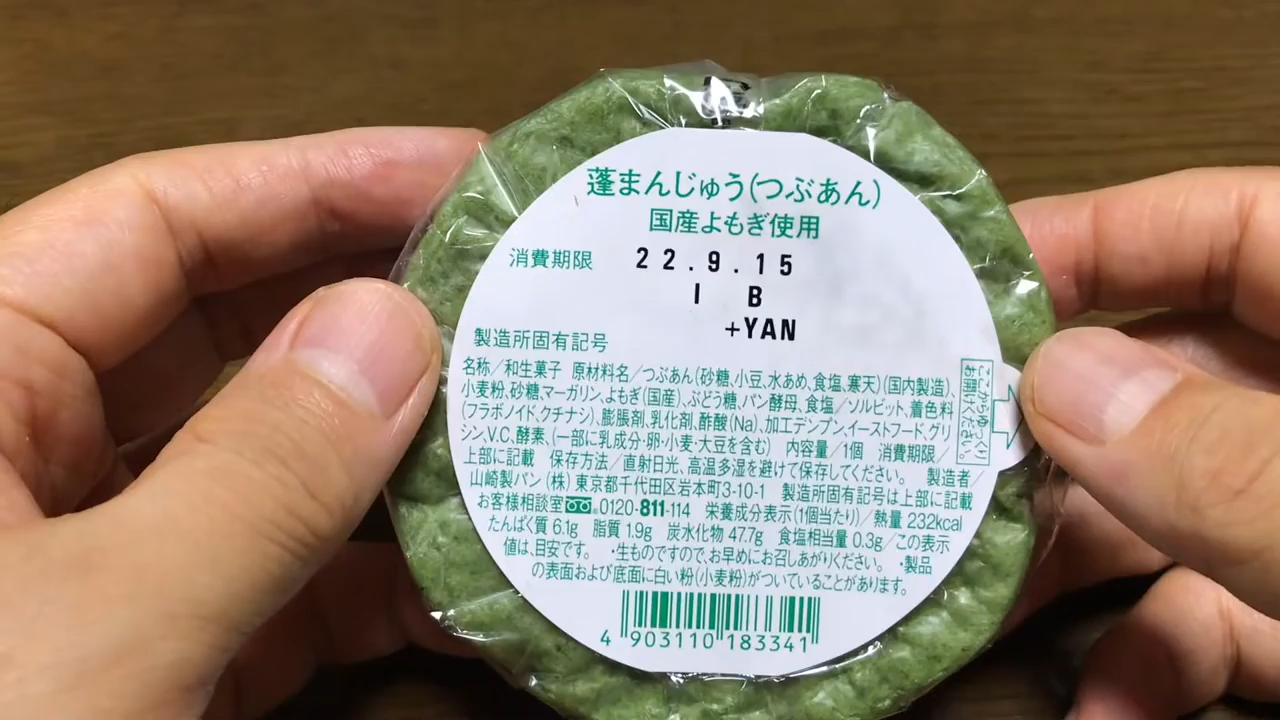 蓬まんじゅう(つぶあん)
国産よもぎ使用
消費期限 22.9.15
I B
+YAN
製造所固有記号
名称/和生菓子 原材料名/つぶあん(砂糖、小豆、水あめ、食塩、寒天)(国内製造)、
小麦粉、砂糖、マーガリン、よもぎ(国産)、ぶどう糖、パン酵母、食塩/ソルビット、着色料
(フラボノイド、クチナシ)、膨脹剤、乳化剤、酢酸(Na)、加工デンプン、イーストフード、グリ
シン、V.C、酵素、(一部に乳成分・卵・小麦・大豆を含む) 内容量/1個 消費期限/
上部に記載 保存方法/直射日光、高温多湿を避けて保存してください。 製造者/
山崎製パン(株) 東京都千代田区岩本町3-10-1 製造所固有記号は上部に記載
お客様相談室 0120-811-114 栄養成分表示(1個当たり)/熱量 232kcal
たんぱく質 6.1g 脂質 1.9g 炭水化物 47.7g 食塩相当量 0.3g/この表示
値は、目安です。 ・生ものですので、お早めにお召しあがりください。 ・製品
の表面および底面に白い粉(小麦粉)がついていることがあります。
ここからゆっくり
お開けください。
4 903110 183341